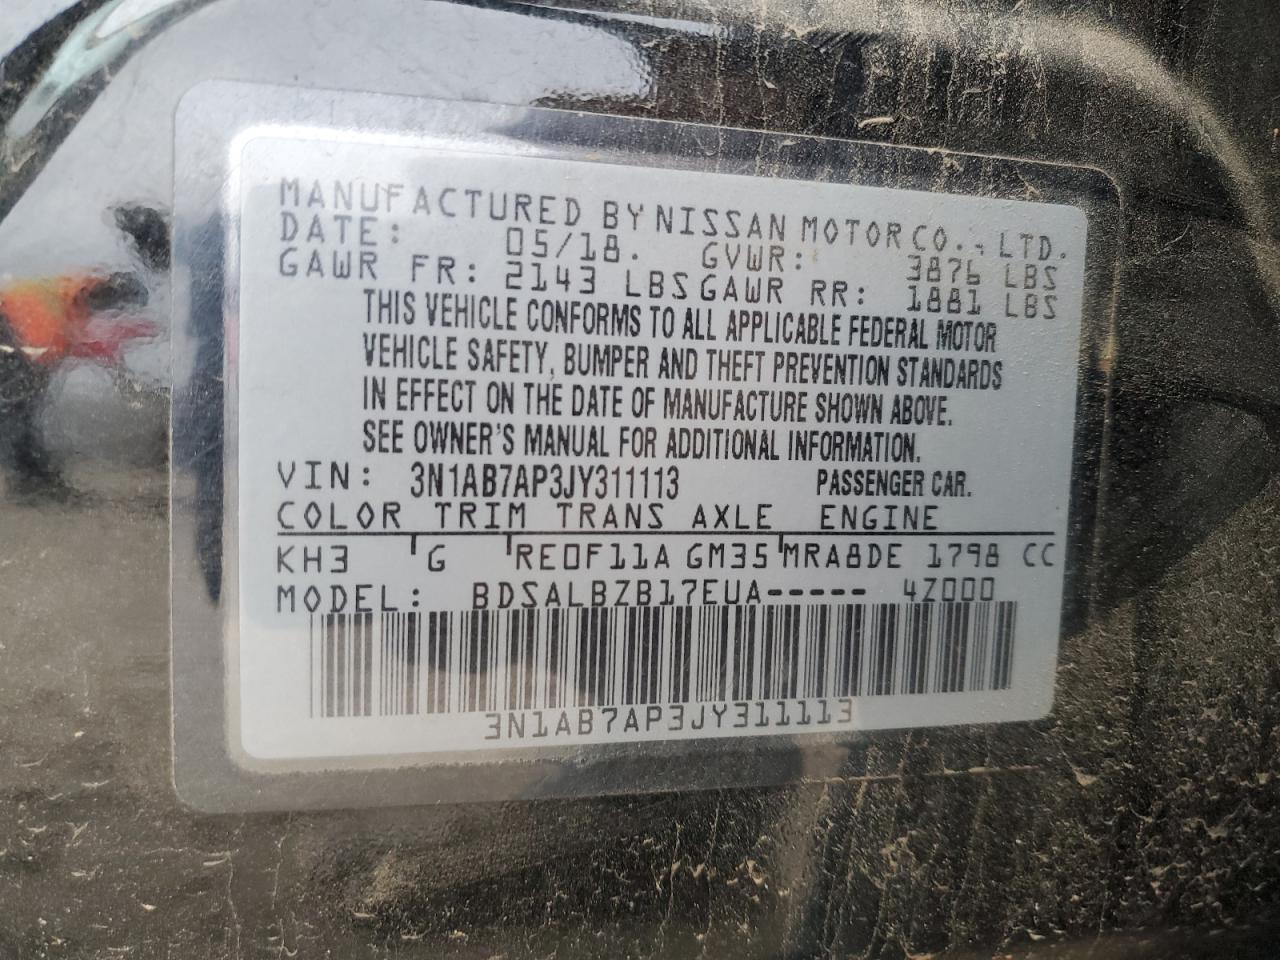 MANUFACTURED BY NISSAN MOTOR CO., LTD.
DATE: 05/18. GVWR: 3876 LBS
GAWR FR: 2143 LBS GAWR RR: 1881 LBS
THIS VEHICLE CONFORMS TO ALL APPLICABLE FEDERAL MOTOR
VEHICLE SAFETY, BUMPER AND THEFT PREVENTION STANDARDS
IN EFFECT ON THE DATE OF MANUFACTURE SHOWN ABOVE.
SEE OWNER'S MANUAL FOR ADDITIONAL INFORMATION.
VIN: 3N1AB7AP3JY311113 PASSENGER CAR.
COLOR TRIM TRANS AXLE ENGINE
KH3 G RE0F11A GM35 MRA8DE 1798 CC
MODEL: BDSALBZB17EUA----- 4Z000
3N1AB7AP3JY311113